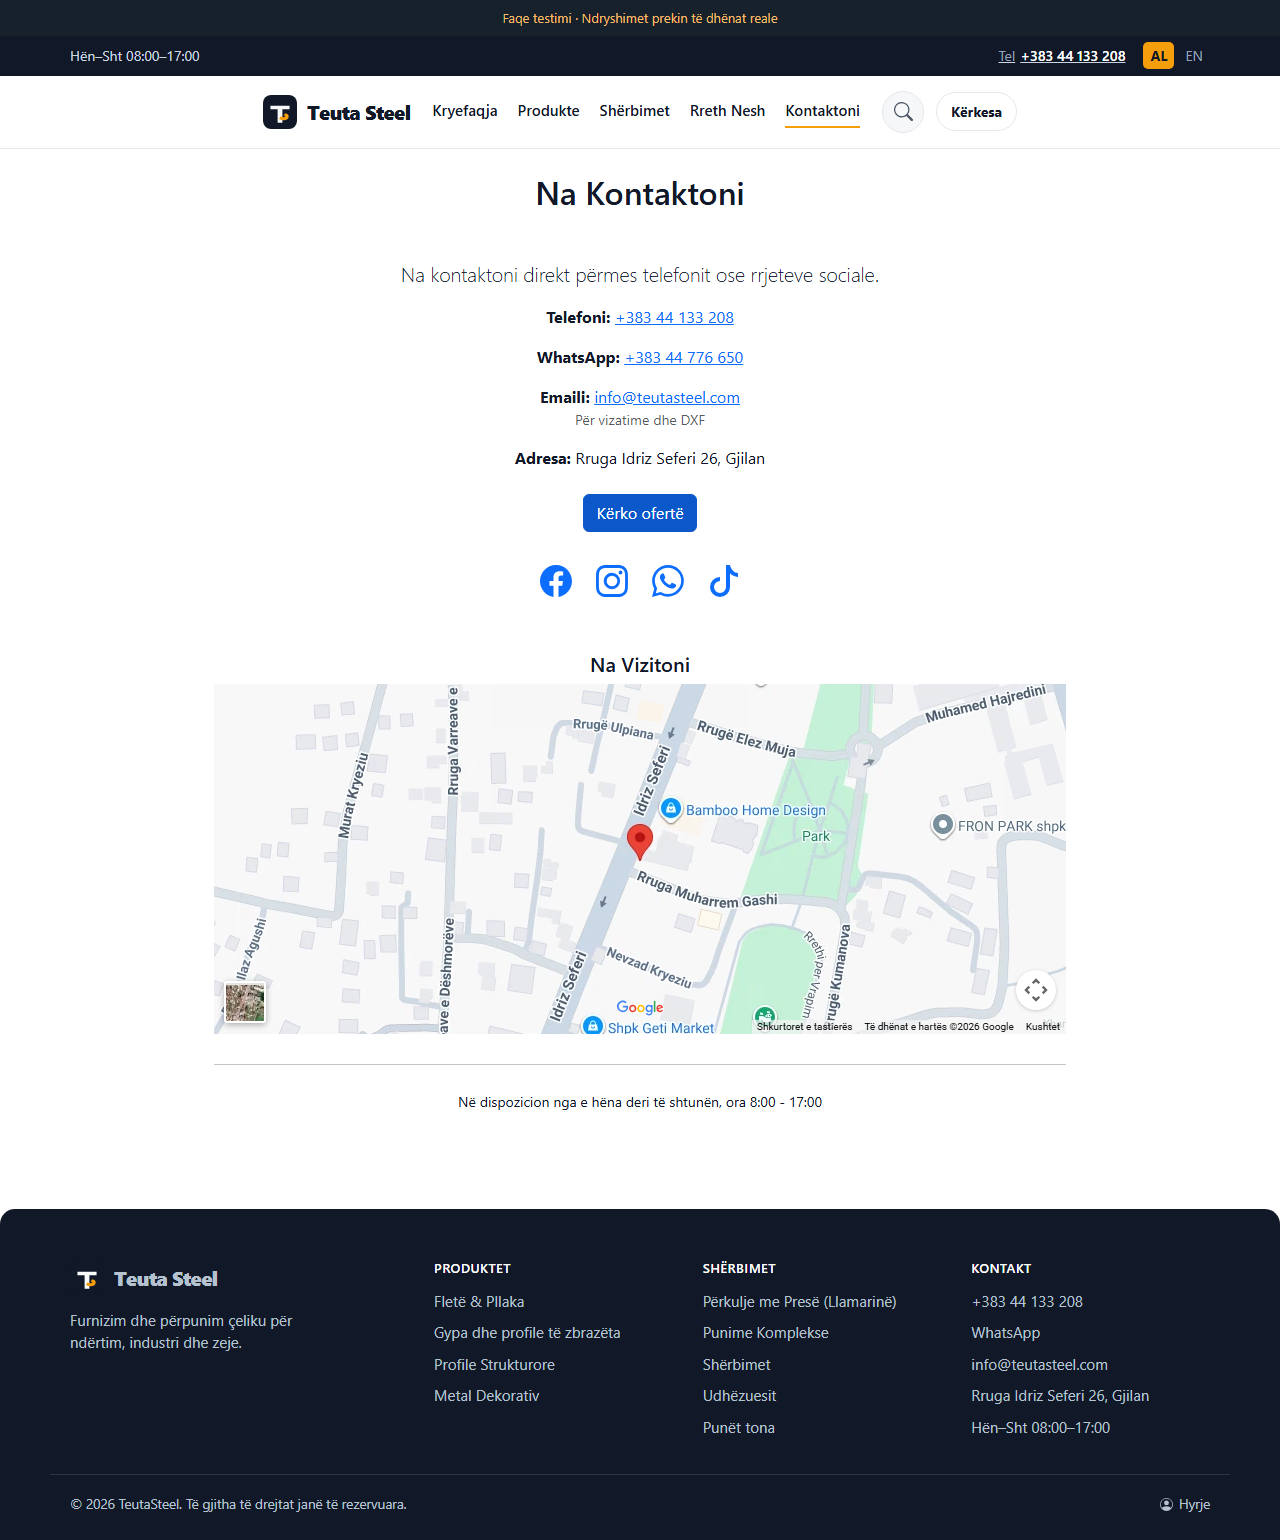 Faqe testimi · Ndryshimet prekin të dhënat reale
Hën–Sht 08:00–17:00
Tel +383 44 133 208
AL
EN
Teuta Steel
Kryefaqja
Produkte
Shërbimet
Rreth Nesh
Kontaktoni
Kërkesa
Na Kontaktoni
Na kontaktoni direkt përmes telefonit ose rrjeteve sociale.
Telefoni: +383 44 133 208
WhatsApp: +383 44 776 650
Emaili: info@teutasteel.com
Për vizatime dhe DXF
Adresa: Rruga Idriz Seferi 26, Gjilan
Kërko ofertë
Na Vizitoni
Muhamed Hajredini
Rruga Varreave e
Rrugë Ulpiana
Rrugë Elez Muja
Murat Kryeziu
Idriz Seferi
Bamboo Home Design
Park
FRON PARK shpk
Rruga Muharrem Gashi
llaz Agushi
ave e Dëshmorëve
Nevzad Kryeziu
Idriz Seferi
Rrethi per Vrapim
rugë Kumanova
Google
Shpk Geti Market
Shkurtoret e tastierës
Të dhënat e hartës ©2026 Google
Kushtet
Në dispozicion nga e hëna deri të shtunën, ora 8:00 - 17:00
Teuta Steel
Furnizim dhe përpunim çeliku për
ndërtim, industri dhe zeje.
PRODUKTET
Fletë & Pllaka
Gypa dhe profile të zbrazëta
Profile Strukturore
Metal Dekorativ
SHËRBIMET
Përkulje me Presë (Llamarinë)
Punime Komplekse
Shërbimet
Udhëzuesit
Punët tona
KONTAKT
+383 44 133 208
WhatsApp
info@teutasteel.com
Rruga Idriz Seferi 26, Gjilan
Hën–Sht 08:00–17:00
© 2026 TeutaSteel. Të gjitha të drejtat janë të rezervuara.
Hyrje